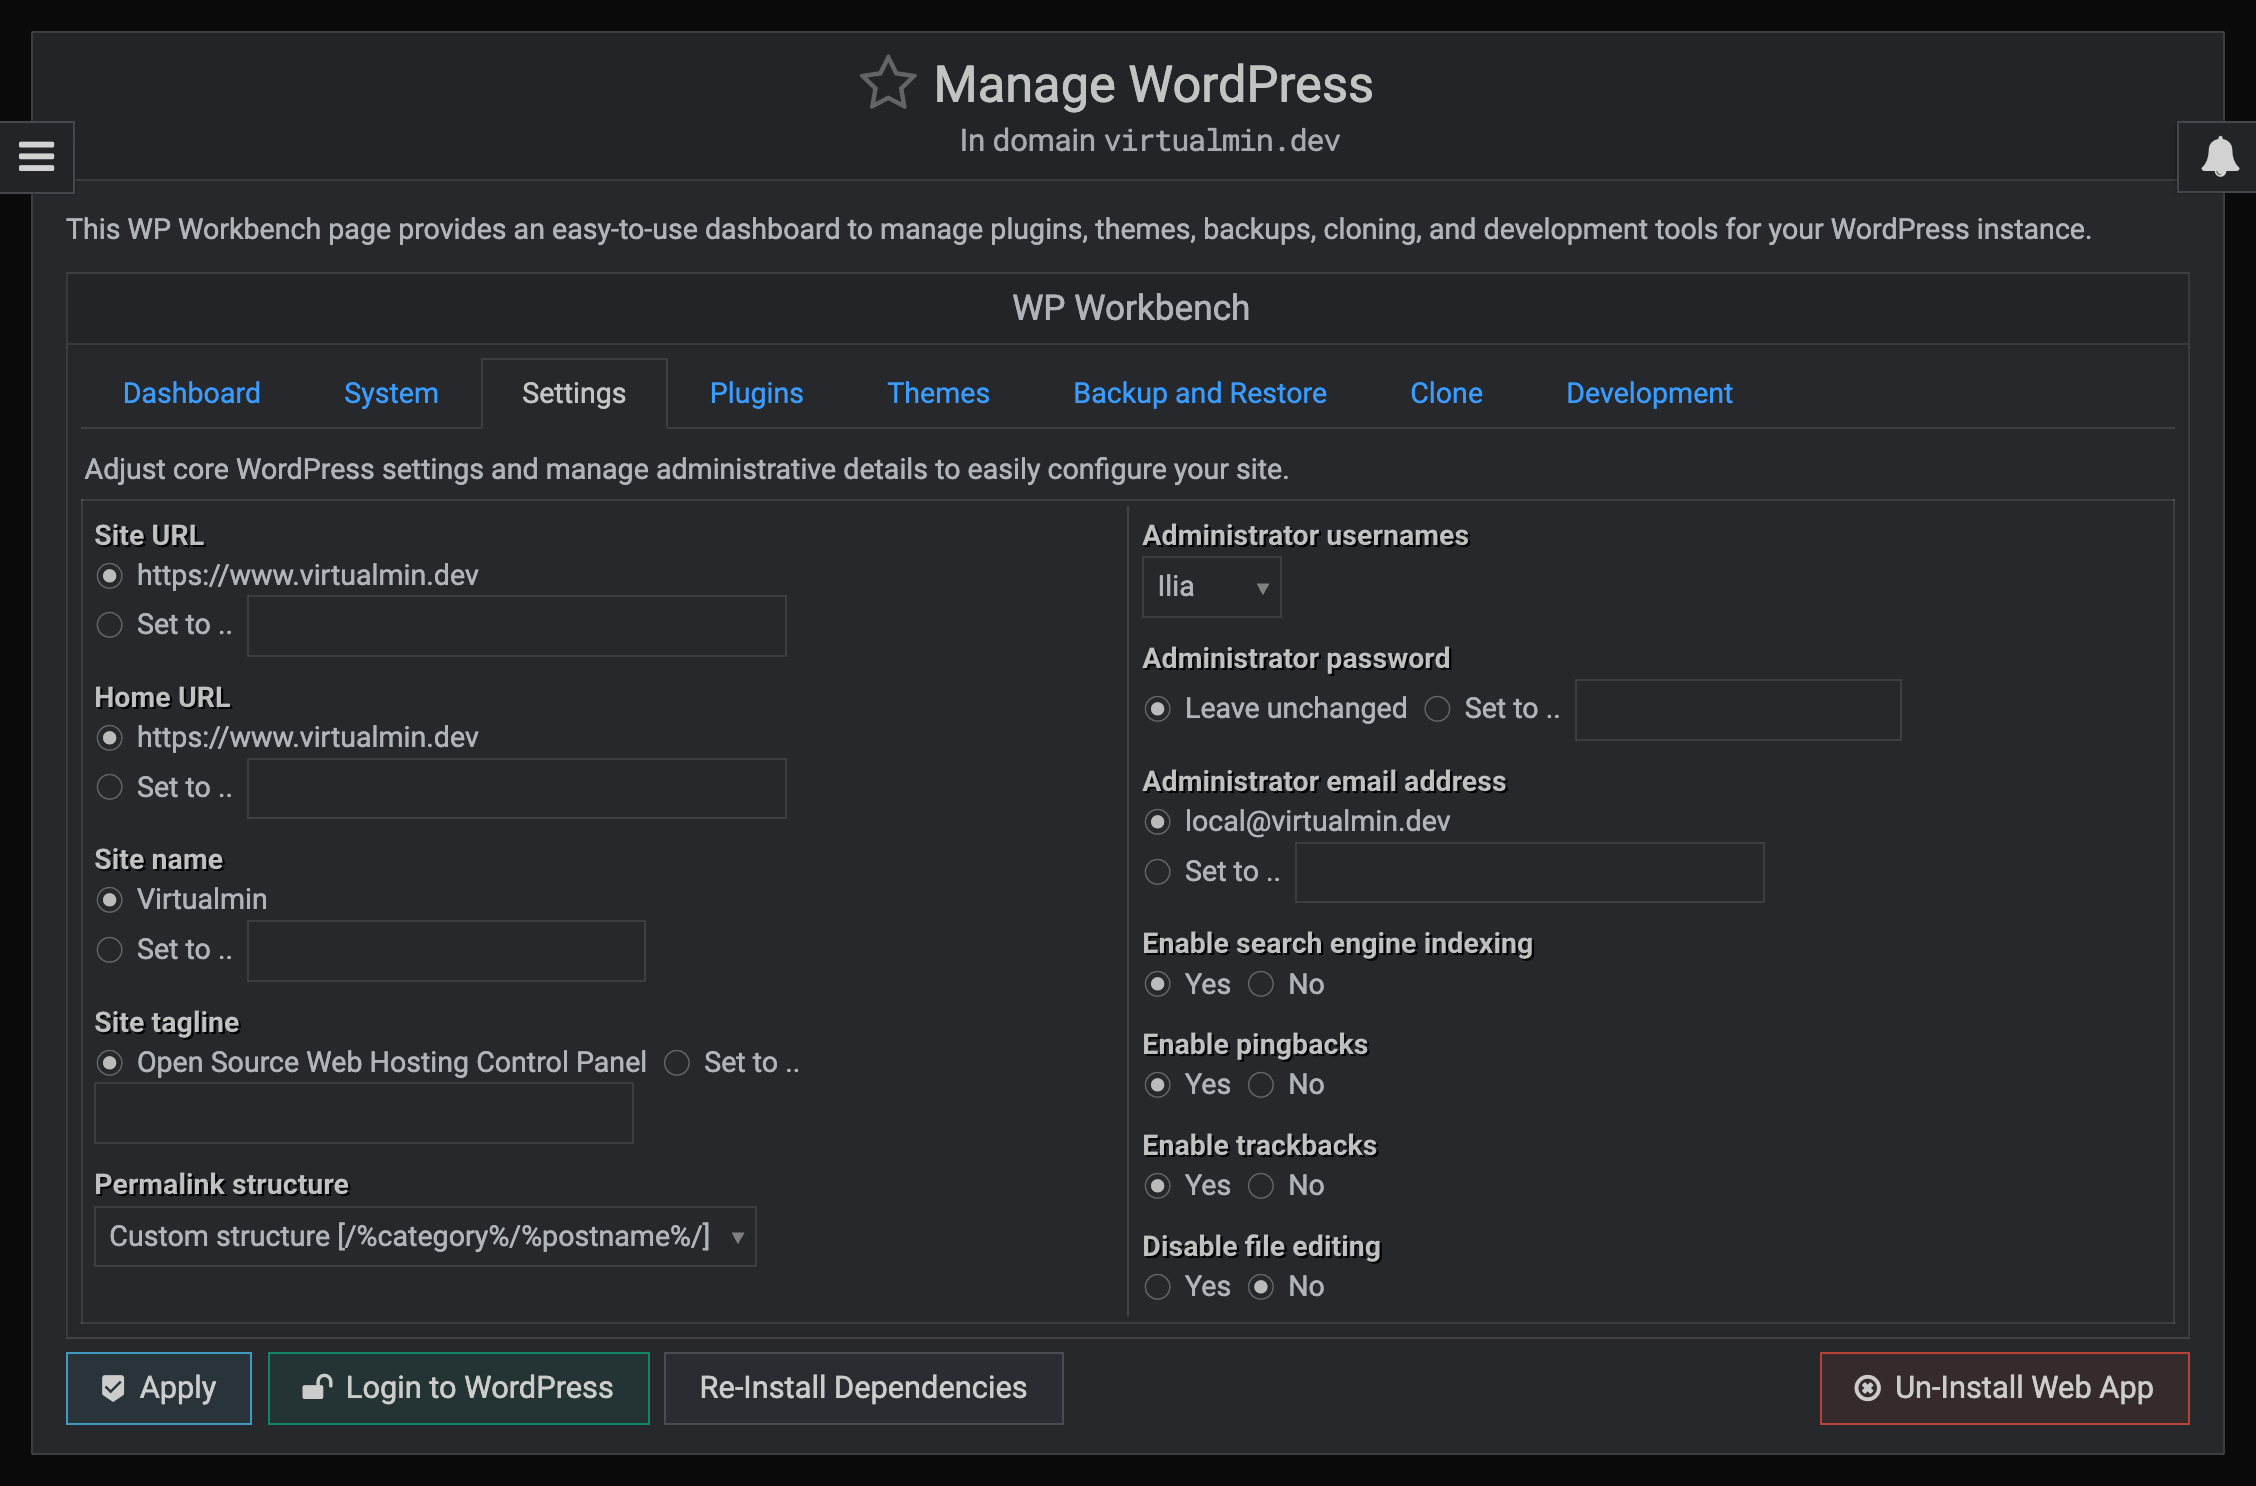 Manage WordPress
In domain virtualmin.dev
This WP Workbench page provides an easy-to-use dashboard to manage plugins, themes, backups, cloning, and development tools for your WordPress instance.
WP Workbench
Dashboard System Settings Plugins Themes Backup and Restore Clone Development
Adjust core WordPress settings and manage administrative details to easily configure your site.
Site URL
https://www.virtualmin.dev
Set to ..
Home URL
https://www.virtualmin.dev
Set to ..
Site name
Virtualmin
Set to ..
Site tagline
Open Source Web Hosting Control Panel Set to ..
Permalink structure
Custom structure [/%category%/%postname%/]
Administrator usernames
Ilia
Administrator password
Leave unchanged Set to ..
Administrator email address
local@virtualmin.dev
Set to ..
Enable search engine indexing
Yes No
Enable pingbacks
Yes No
Enable trackbacks
Yes No
Disable file editing
Yes No
Apply Login to WordPress Re-Install Dependencies Un-Install Web App